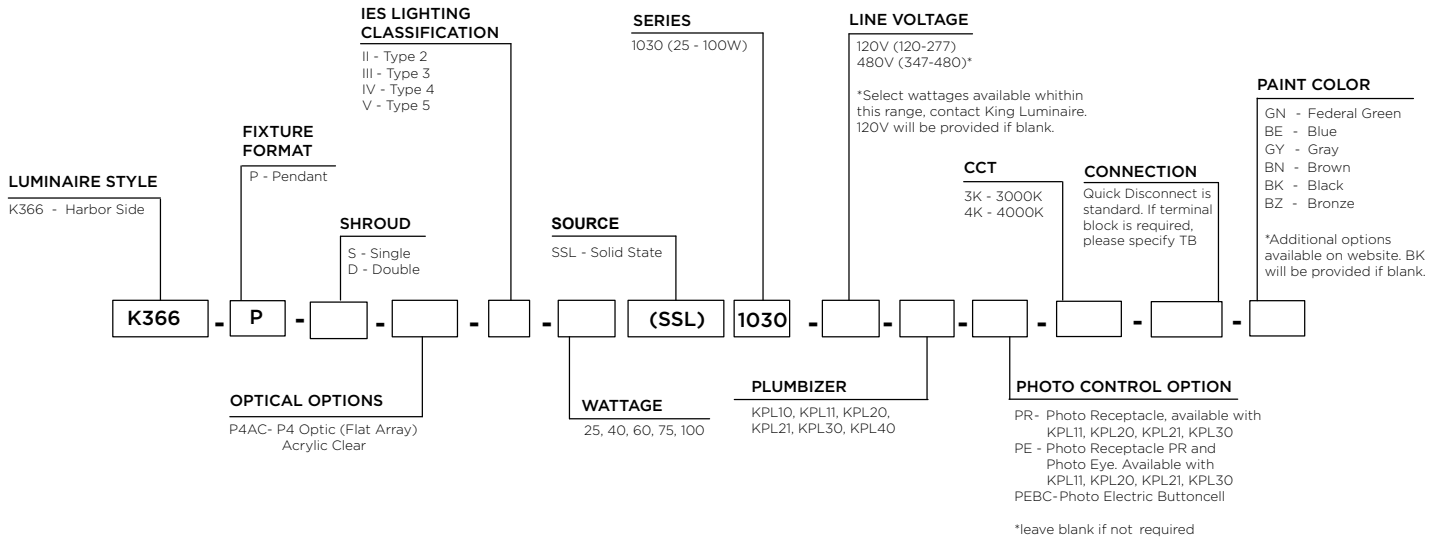 IES LIGHTING
CLASSIFICATION
II - Type 2
III - Type 3
IV - Type 4
V - Type 5
SERIES
1030 (25 - 100W)
LINE VOLTAGE
120V (120-277)
480V (347-480)*
*Select wattages available whithin
this range, contact King Luminaire.
120V will be provided if blank.
PAINT COLOR
GN - Federal Green
BE - Blue
GY - Gray
BN - Brown
BK - Black
BZ - Bronze
*Additional options
available on website. BK
will be provided if blank.
FIXTURE
FORMAT
P - Pendant
LUMINAIRE STYLE
K366 - Harbor Side
SHROUD
S - Single
D - Double
SOURCE
SSL - Solid State
CCT
3K - 3000K
4K - 4000K
CONNECTION
Quick Disconnect is
standard. If terminal
block is required,
please specify TB
K366 - P - - - - (SSL) 1030 - - - - - -
OPTICAL OPTIONS
P4AC- P4 Optic (Flat Array)
Acrylic Clear
WATTAGE
25, 40, 60, 75, 100
PLUMBIZER
KPL10, KPL11, KPL20,
KPL21, KPL30, KPL40
PHOTO CONTROL OPTION
PR- Photo Receptacle, available with
KPL11, KPL20, KPL21, KPL30
PE - Photo Receptacle PR and
Photo Eye. Available with
KPL11, KPL20, KPL21, KPL30
PEBC-Photo Electric Buttoncell
*leave blank if not required